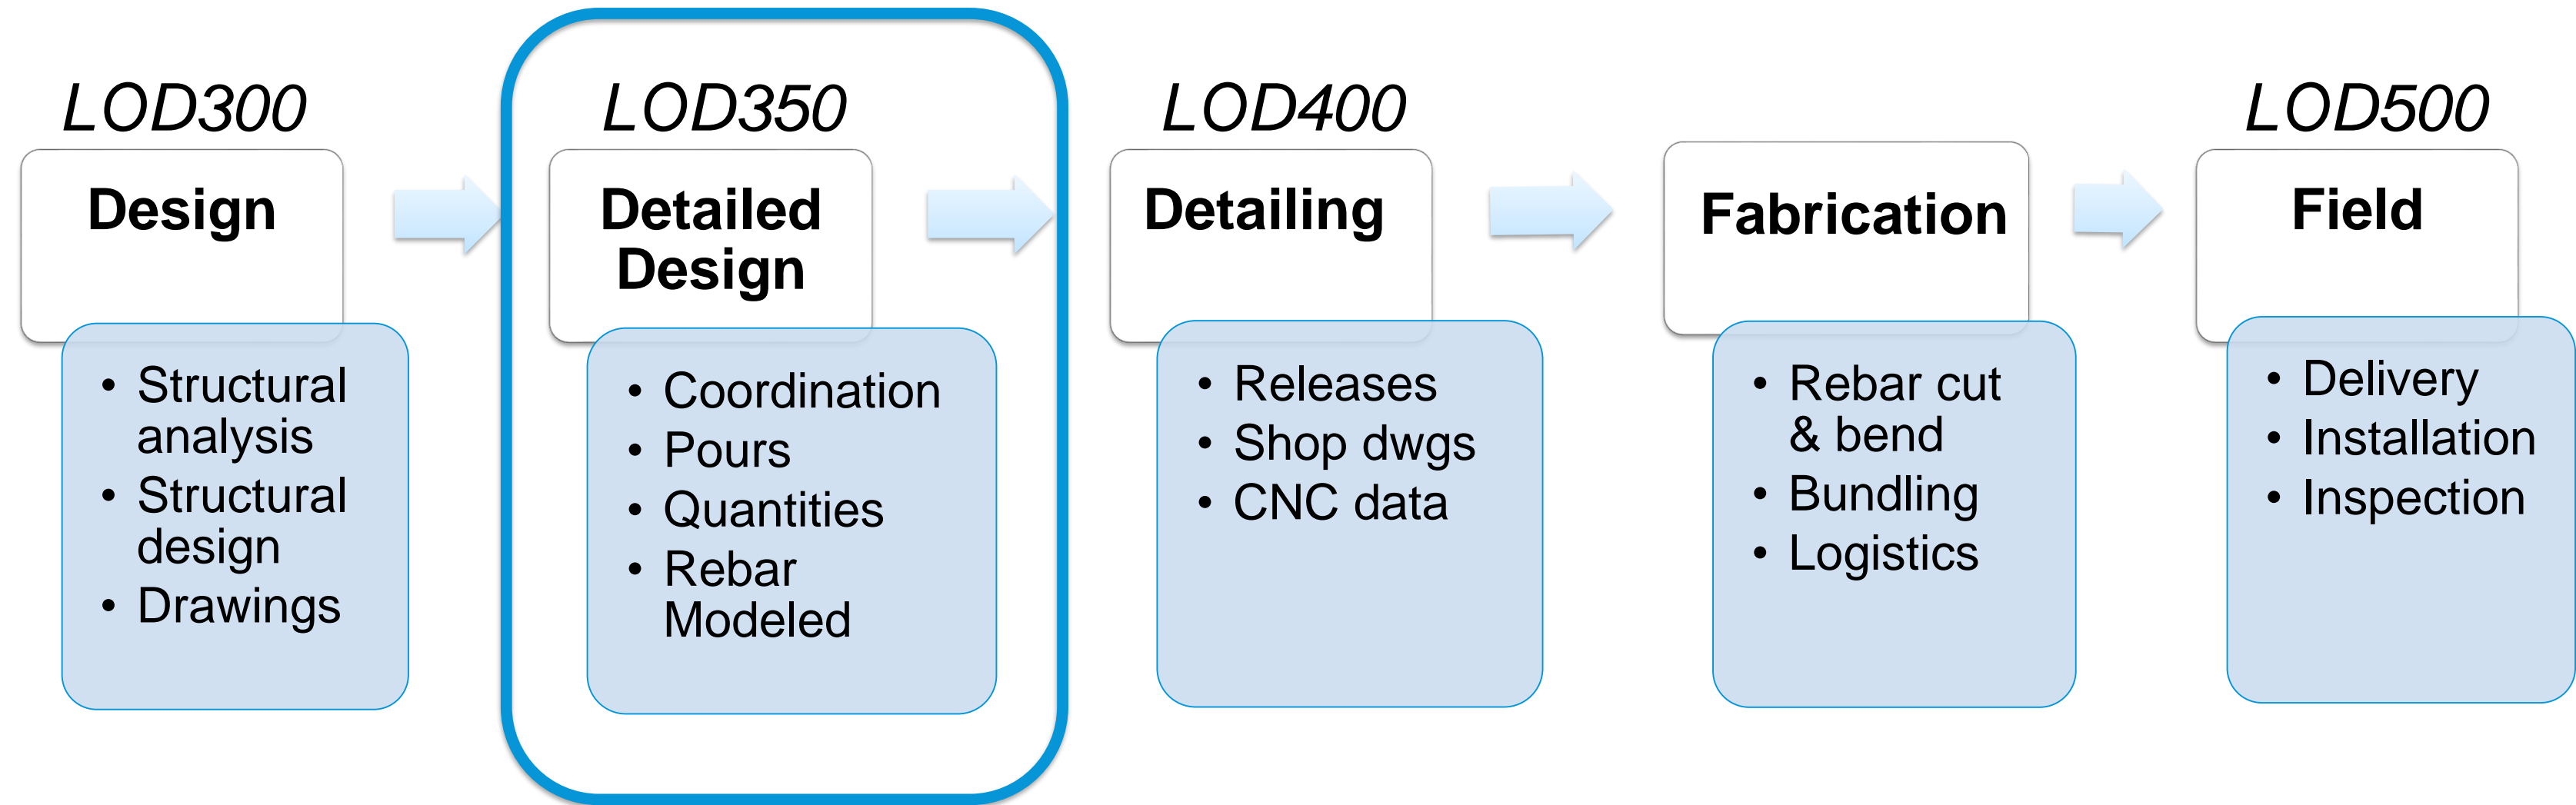 LOD300
Design
• Structural
analysis
• Structural
design
• Drawings
LOD350
Detailed
Design
• Coordination
• Pours
• Quantities
• Rebar
Modeled
LOD400
Detailing
• Releases
• Shop dwgs
• CNC data
Fabrication
• Rebar cut
& bend
• Bundling
• Logistics
LOD500
Field
• Delivery
• Installation
• Inspection